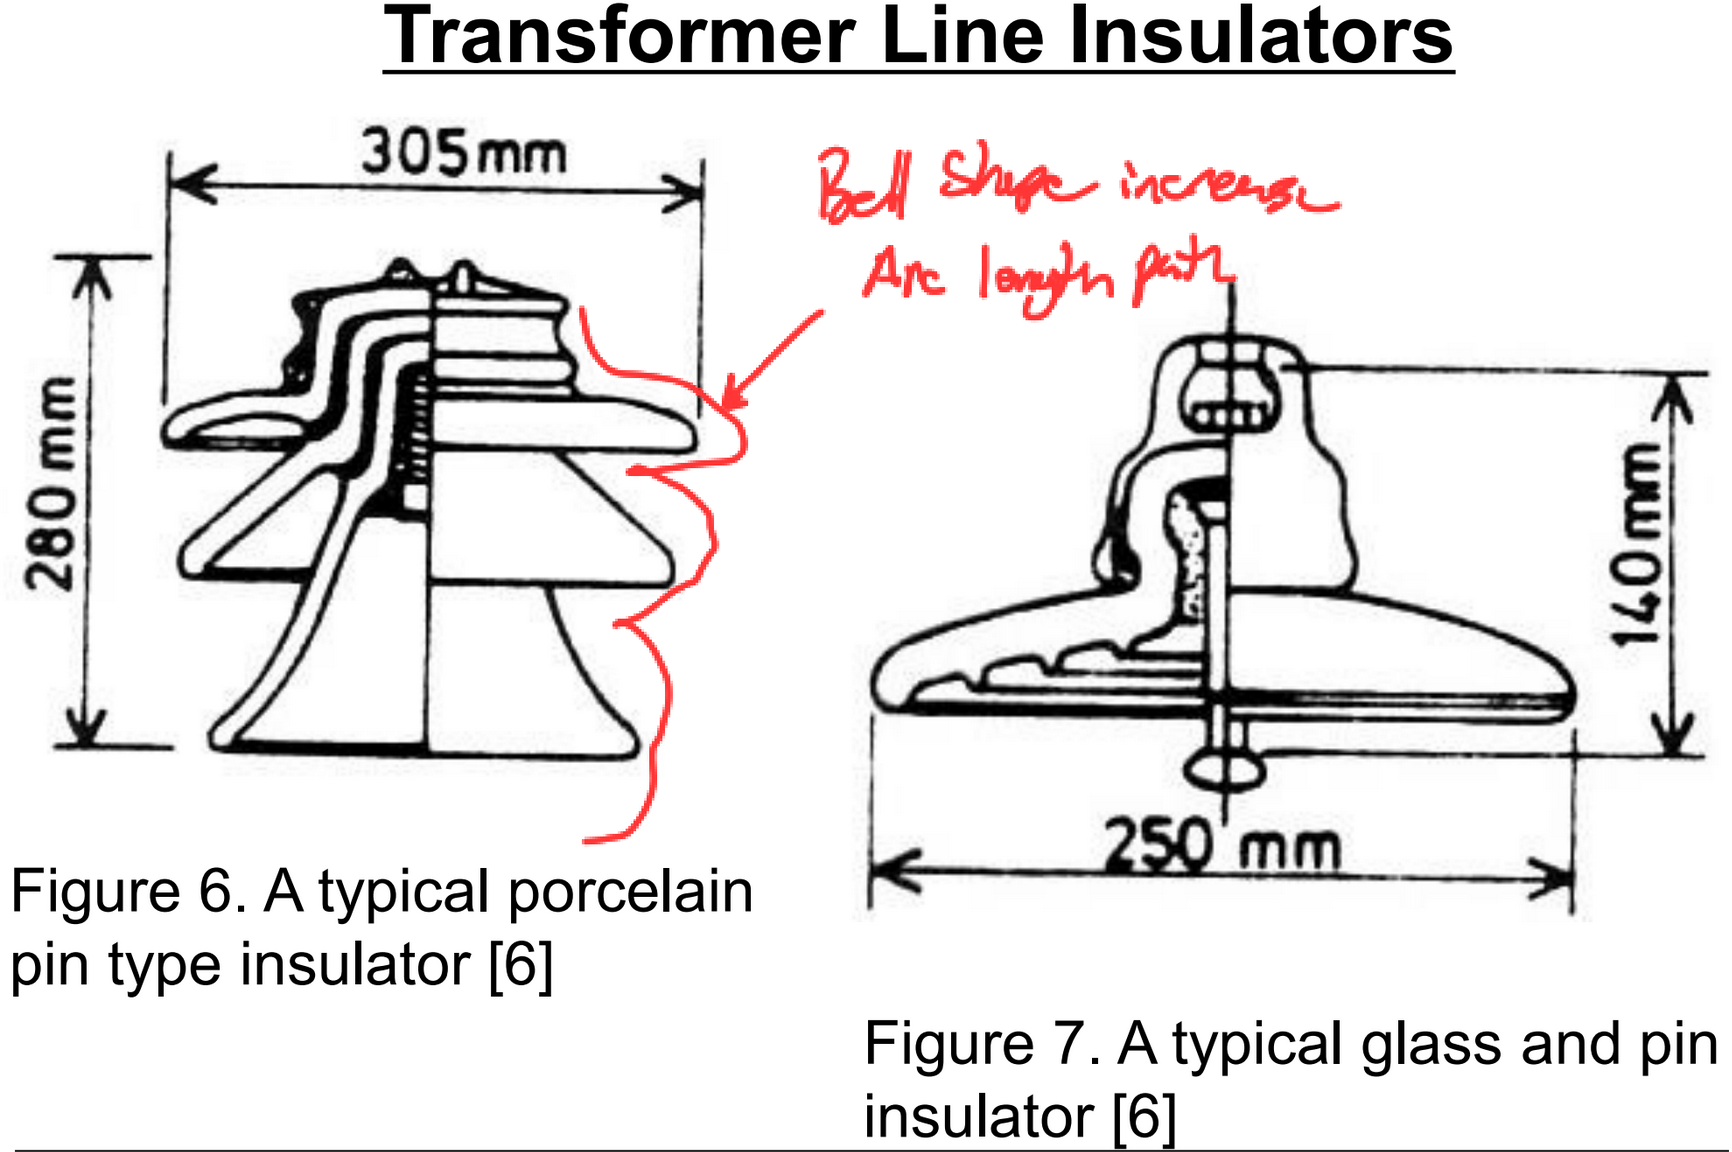 Transformer Line Insulators
305mm
Bell Shape increase
Arc length path
280mm
140mm
250 mm
Figure 6. A typical porcelain
pin type insulator [6]
Figure 7. A typical glass and pin
insulator [6]